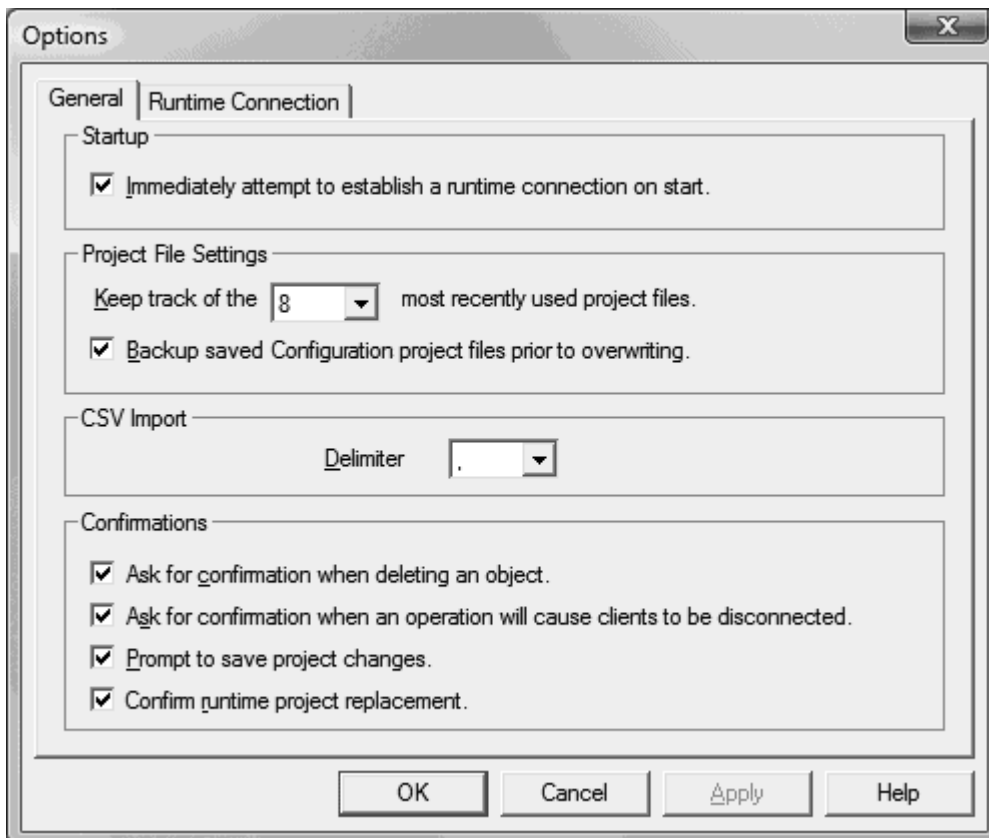 Options
General
Runtime Connection
Startup
Immediately attempt to establish a runtime connection on start.
Project File Settings
Keep track of the 8 most recently used project files.
Backup saved Configuration project files prior to overwriting.
CSV Import
Delimiter ,
Confirmations
Ask for confirmation when deleting an object.
Ask for confirmation when an operation will cause clients to be disconnected.
Prompt to save project changes.
Confirm runtime project replacement.
OK Cancel Apply Help